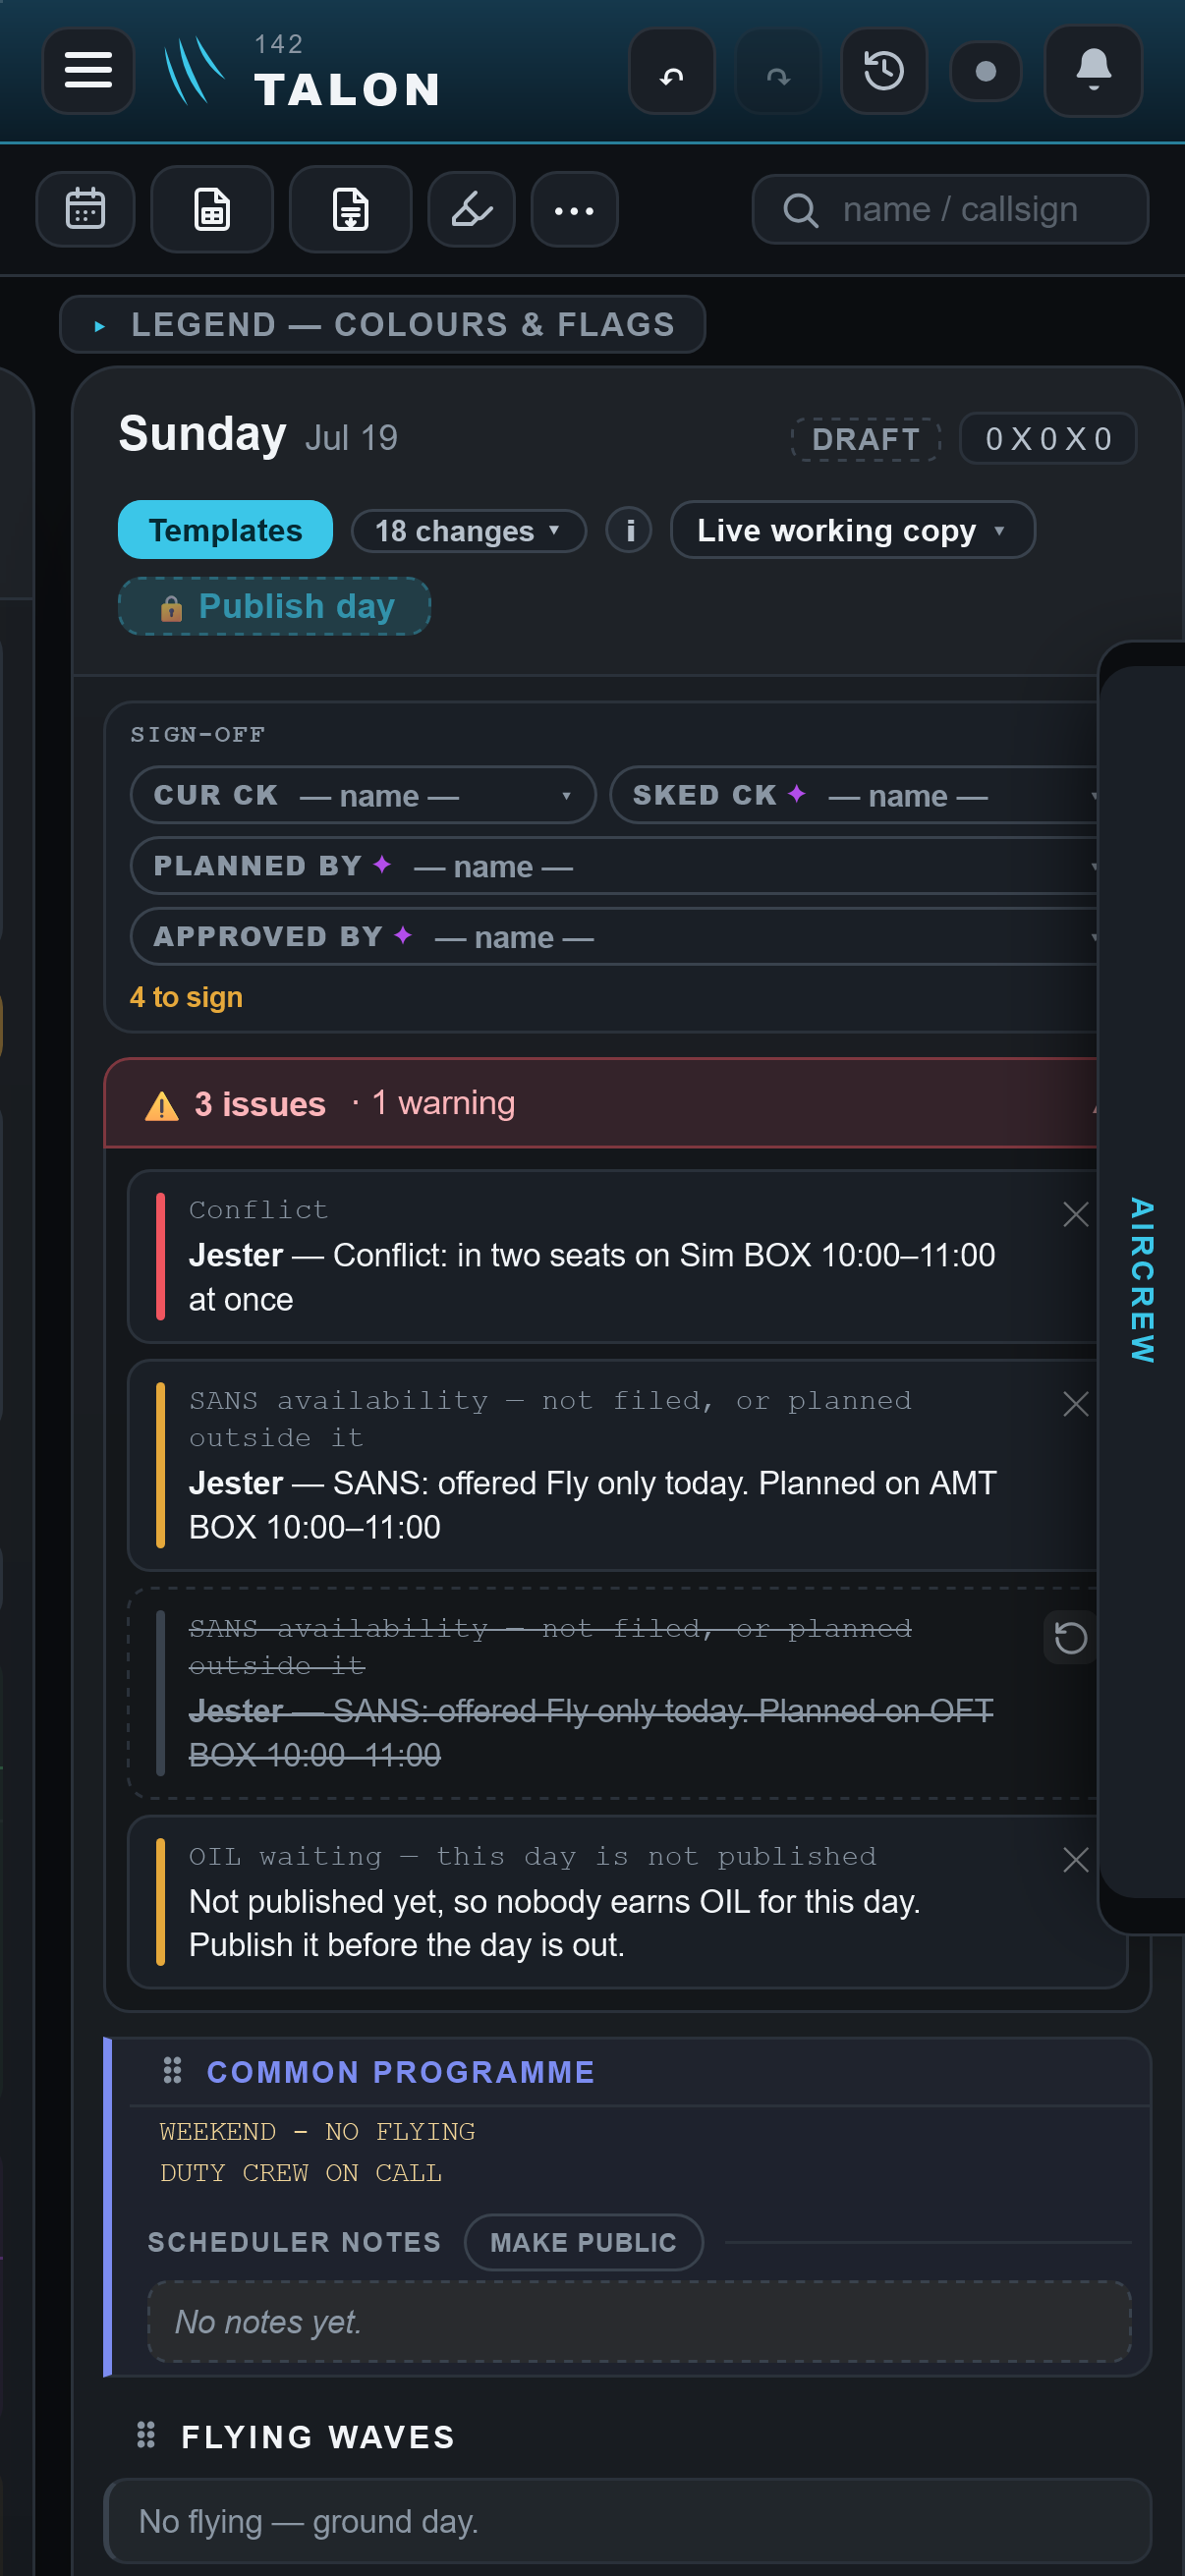 142
TALON
name / callsign
LEGEND — COLOURS & FLAGS
Sunday Jul 19
DRAFT
0 X 0 X 0
Templates
18 changes
i
Live working copy
Publish day
SIGN-OFF
CUR CK — name —
SKED CK — name —
PLANNED BY — name —
APPROVED BY — name —
4 to sign
3 issues · 1 warning
Conflict
Jester — Conflict: in two seats on Sim BOX 10:00–11:00
at once
SANS availability — not filed, or planned
outside it
Jester — SANS: offered Fly only today. Planned on AMT
BOX 10:00–11:00
SANS availability — not filed, or planned
outside it
Jester — SANS: offered Fly only today. Planned on OFT
BOX 10:00–11:00
OIL waiting — this day is not published
Not published yet, so nobody earns OIL for this day.
Publish it before the day is out.
AIRCREW
COMMON PROGRAMME
WEEKEND – NO FLYING
DUTY CREW ON CALL
SCHEDULER NOTES
MAKE PUBLIC
No notes yet.
FLYING WAVES
No flying — ground day.